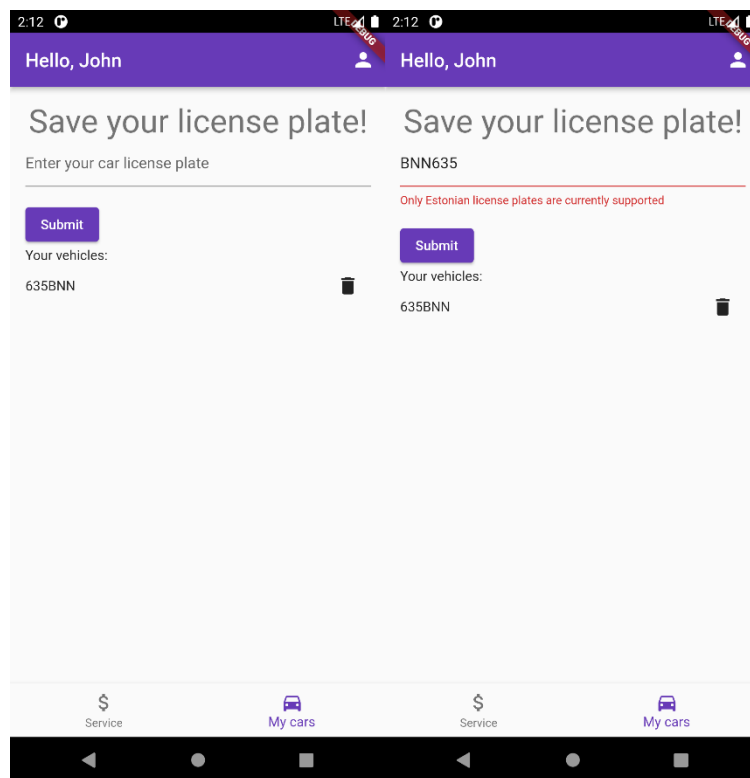 2:12
LTE
DEBUG
Hello, John
Save your license plate!
Enter your car license plate
Submit
Your vehicles:
635BNN
$
Service
My cars
2:12
LTE
DEBUG
Hello, John
Save your license plate!
BNN635
Only Estonian license plates are currently supported
Submit
Your vehicles:
635BNN
$
Service
My cars